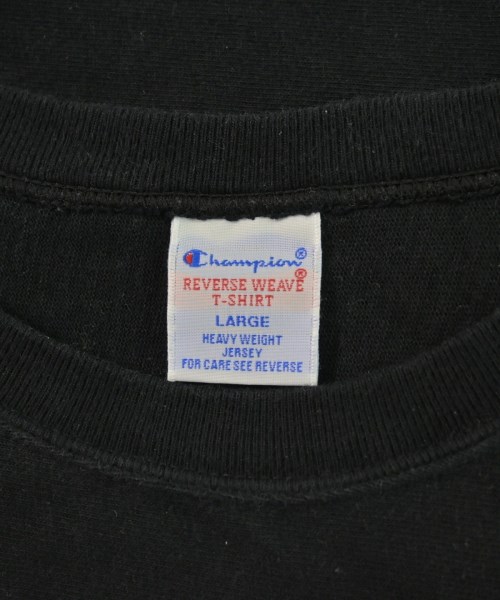 Champion®
REVERSE WEAVE®
T-SHIRT
LARGE
HEAVY WEIGHT
JERSEY
FOR CARE SEE REVERSE